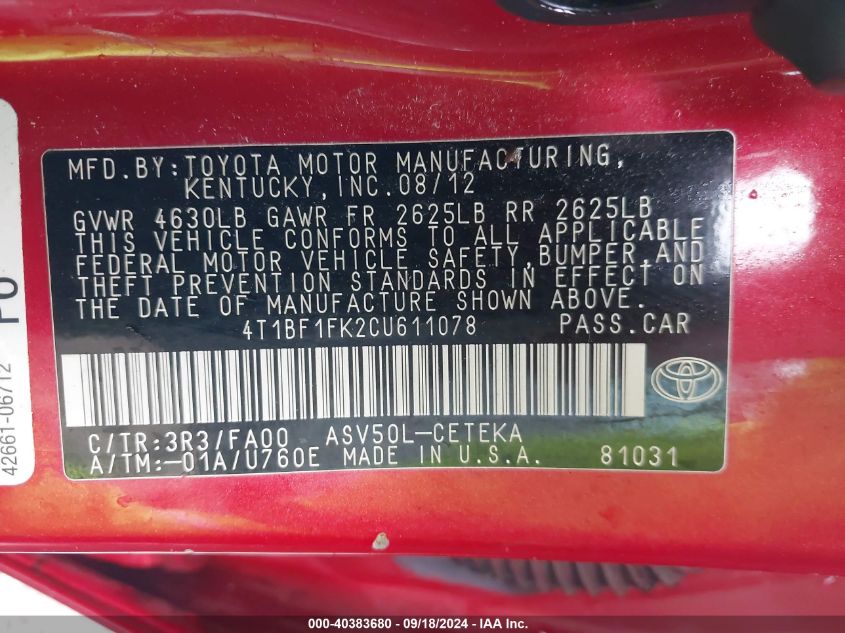 MFD.BY:TOYOTA MOTOR MANUFACTURING,
KENTUCKY,INC.08/12
GVWR 4630LB GAWR FR 2625LB RR 2625LB
THIS VEHICLE CONFORMS TO ALL APPLICABLE
FEDERAL MOTOR VEHICLE SAFETY,BUMPER,AND
THEFT PREVENTION STANDARDS IN EFFECT ON
THE DATE OF MANUFACTURE SHOWN ABOVE.
4T1BF1FK2CU611078 PASS.CAR
C/TR:3R3/FA00 ASV50L-CETEKA
A/TM:-01A/U760E MADE IN U.S.A. 81031
42661-06712
000-40383680 - 09/18/2024 - IAA Inc.